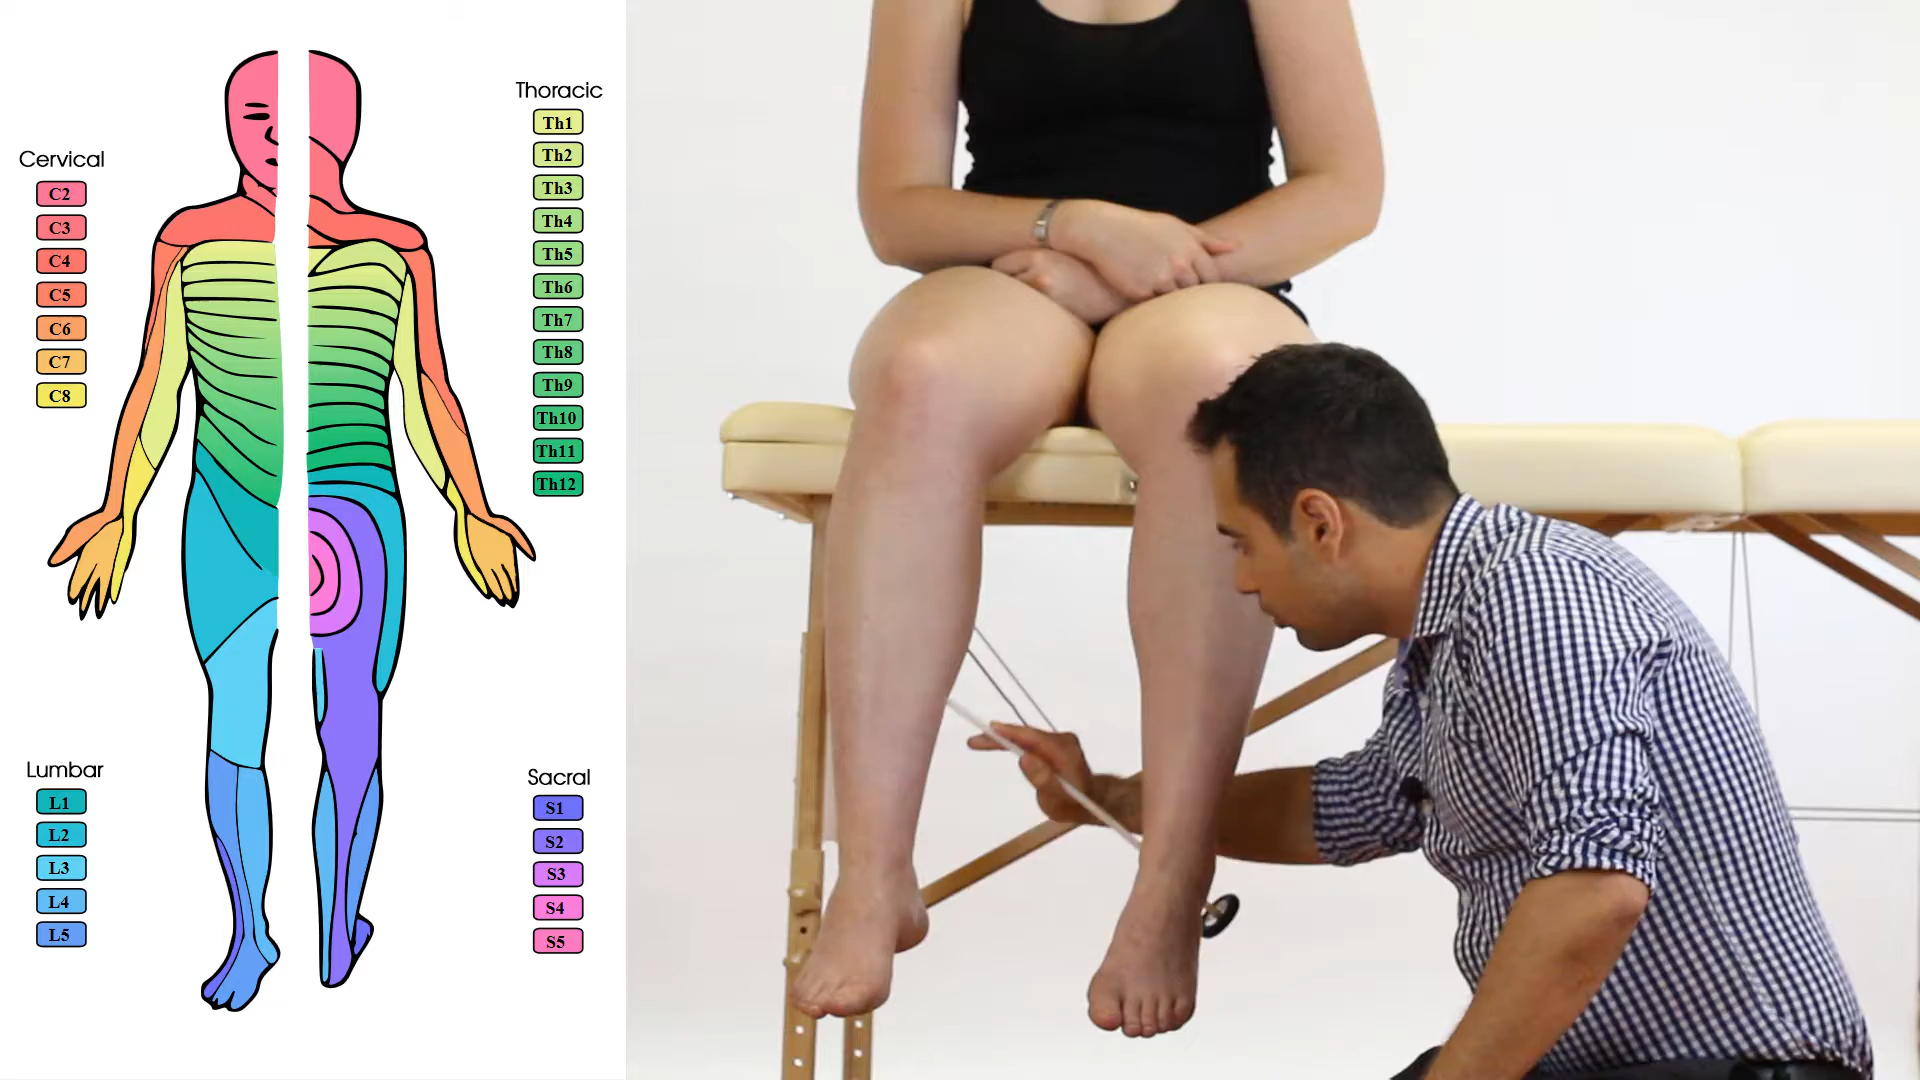 Cervical
C2
C3
C4
C5
C6
C7
C8
Thoracic
Th1
Th2
Th3
Th4
Th5
Th6
Th7
Th8
Th9
Th10
Th11
Th12
Lumbar
L1
L2
L3
L4
L5
Sacral
S1
S2
S3
S4
S5